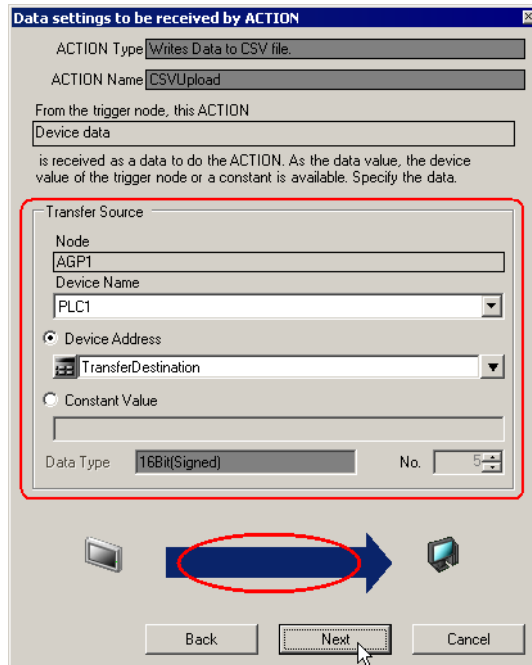 Data settings to be received by ACTION
ACTION Type Writes Data to CSV file.
ACTION Name CSVUpload
From the trigger node, this ACTION
Device data
is received as a data to do the ACTION. As the data value, the device
value of the trigger node or a constant is available. Specify the data.
Transfer Source
Node
AGP1
Device Name
PLC1
Device Address
TransferDestination
Constant Value
Data Type 16Bit(Signed) No. 5
Back Next Cancel